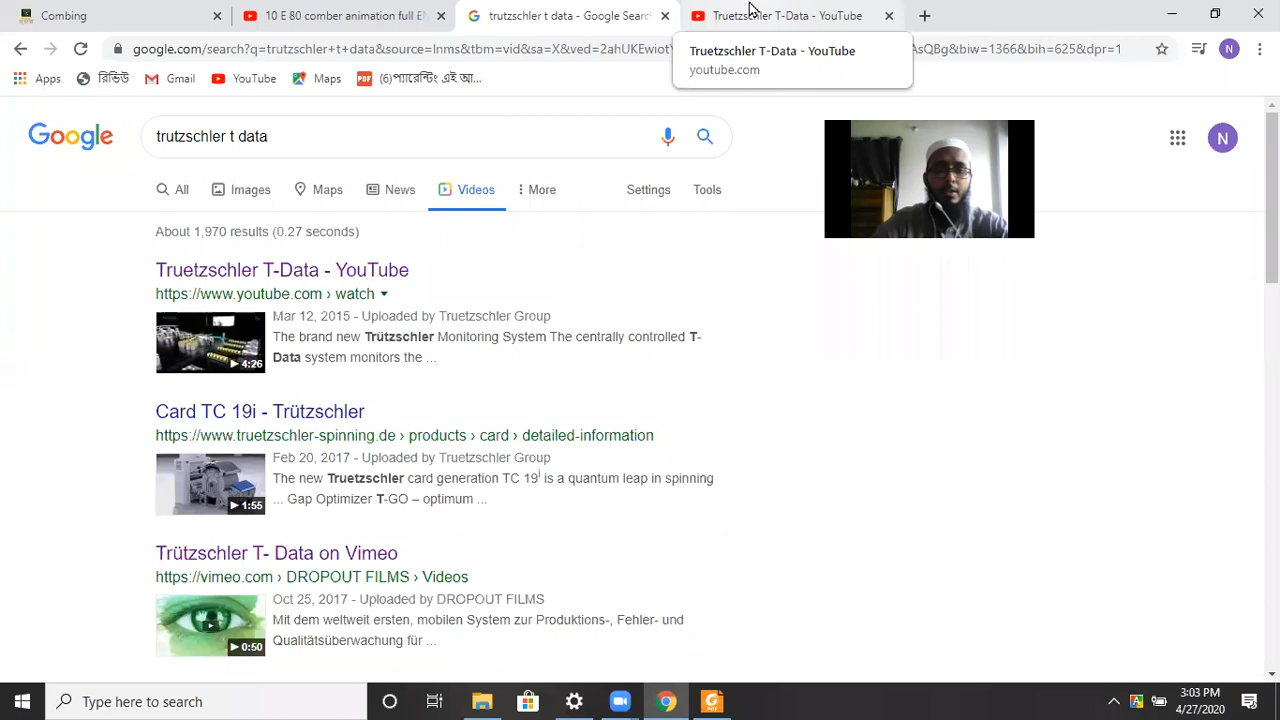 Combing
10 E 80 comber animation full EN
trutzschler t data - Google Searc
Truetzschler T-Data - YouTube
google.com/search?q=trutzschler+t+data&source=lnms&tbm=vid&sa=X&ved=2ahUKEwiotY
AsQBg&biw=1366&bih=625&dpr=1
N
Truetzschler T-Data - YouTube
youtube.com
Apps
রিভিউ
Gmail
YouTube
Maps
PDF
(6)প্যারেন্টিং এই আ...
Google
trutzschler t data
N
All
Images
Maps
News
Videos
More
Settings
Tools
About 1,970 results (0.27 seconds)
Truetzschler T-Data - YouTube
https://www.youtube.com › watch
Mar 12, 2015 - Uploaded by Truetzschler Group
The brand new Trützschler Monitoring System The centrally controlled T-
Data system monitors the ...
4:26
Card TC 19i - Trützschler
https://www.truetzschler-spinning.de › products › card › detailed-information
Feb 20, 2017 - Uploaded by Truetzschler Group
The new Truetzschler card generation TC 19i is a quantum leap in spinning
... Gap Optimizer T-GO – optimum ...
1:55
Trützschler T- Data on Vimeo
https://vimeo.com › DROPOUT FILMS › Videos
Oct 25, 2017 - Uploaded by DROPOUT FILMS
Mit dem weltweit ersten, mobilen System zur Produktions-, Fehler- und
Qualitätsüberwachung für ...
0:50
Type here to search
3:03 PM
4/27/2020